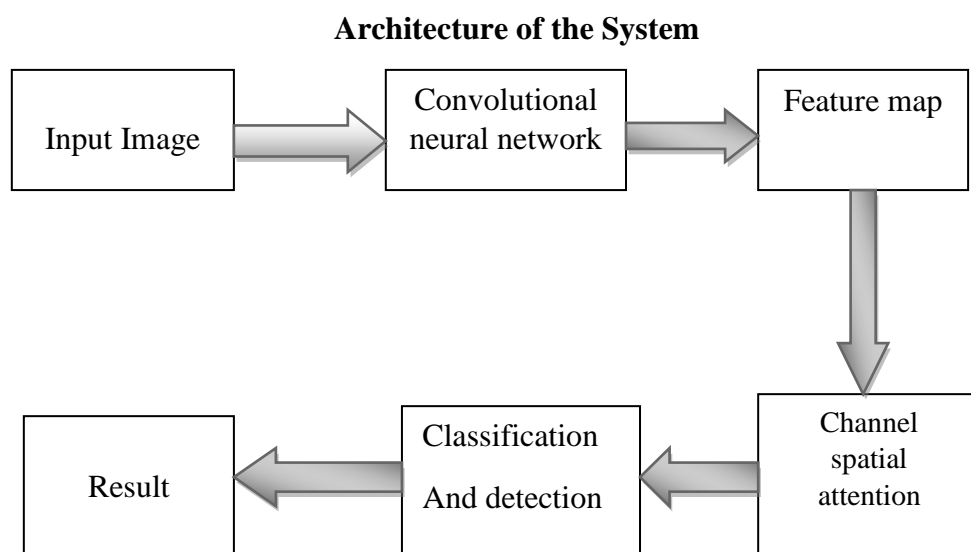 Architecture of the System
Input Image
Convolutional
neural network
Feature map
Channel
spatial
attention
Classification
And detection
Result